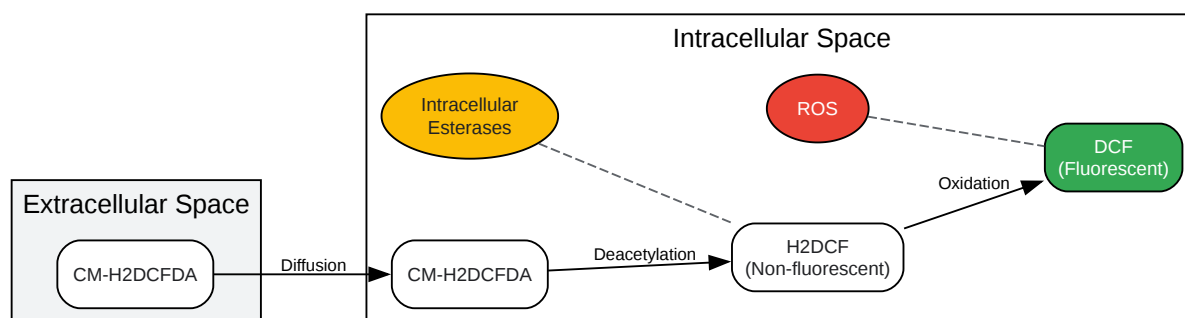 Intracellular Space
Intracellular
Esterases
ROS
DCF
(Fluorescent)
Extracellular Space
CM-H2DCFDA
Diffusion
CM-H2DCFDA
Deacetylation
H2DCF
(Non-fluorescent)
Oxidation